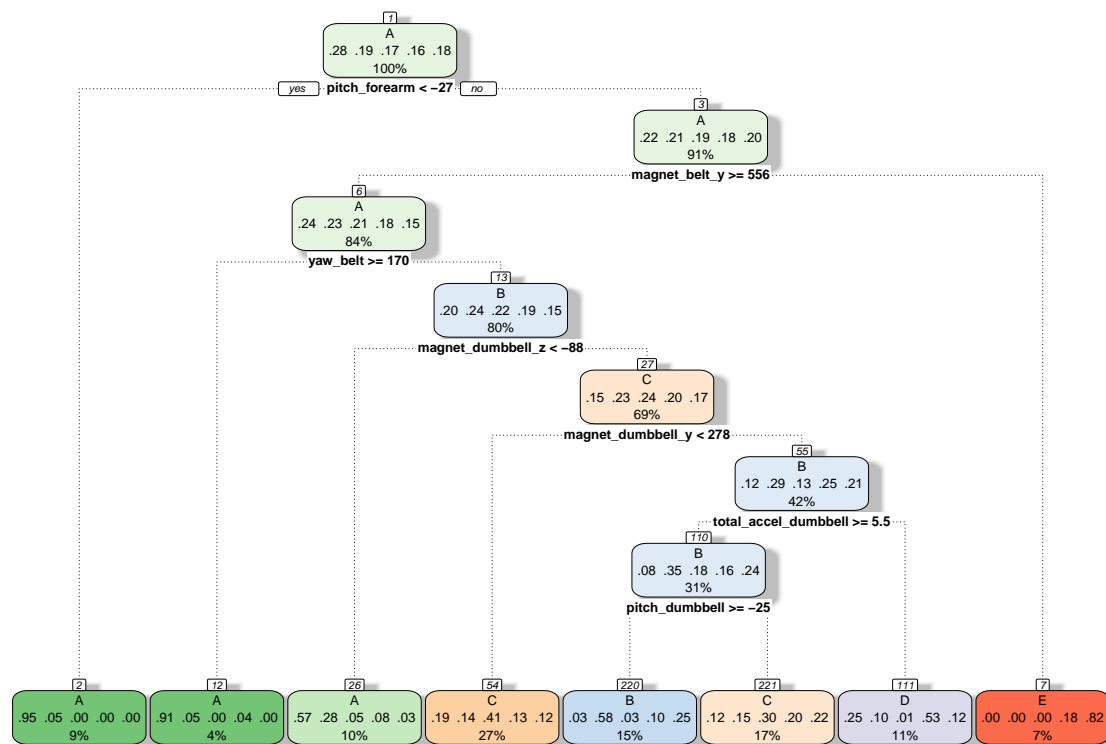 1
A
.28 .19 .17 .16 .18
100%
yes pitch_forearm < −27 no
3
A
.22 .21 .19 .18 .20
91%
magnet_belt_y >= 556
6
A
.24 .23 .21 .18 .15
84%
yaw_belt >= 170
13
B
.20 .24 .22 .19 .15
80%
magnet_dumbbell_z < −88
27
C
.15 .23 .24 .20 .17
69%
magnet_dumbbell_y < 278
55
B
.12 .29 .13 .25 .21
42%
total_accel_dumbbell >= 5.5
110
B
.08 .35 .18 .16 .24
31%
pitch_dumbbell >= −25
2
A
.95 .05 .00 .00 .00
9%
12
A
.91 .05 .00 .04 .00
4%
26
A
.57 .28 .05 .08 .03
10%
54
C
.19 .14 .41 .13 .12
27%
220
B
.03 .58 .03 .10 .25
15%
221
C
.12 .15 .30 .20 .22
17%
111
D
.25 .10 .01 .53 .12
11%
7
E
.00 .00 .00 .18 .82
7%